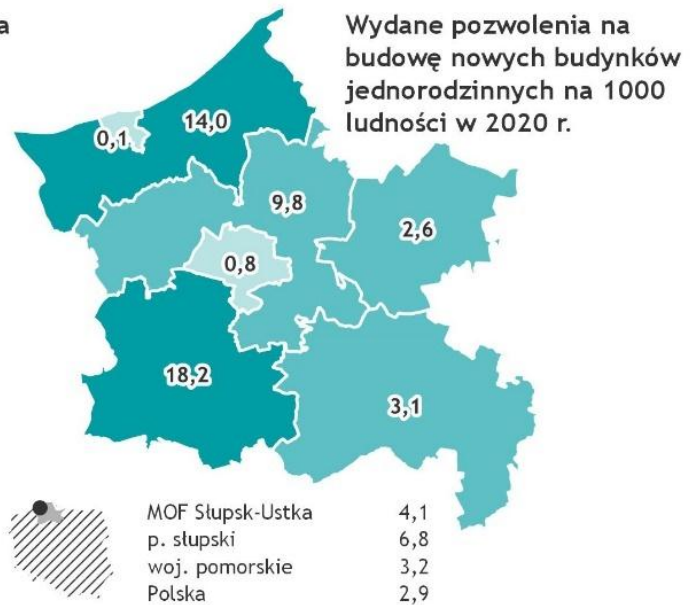 a
Wydane pozwolenia na
budowę nowych budynków
jednorodzinnych na 1000
ludności w 2020 r.
0,1
14,0
9,8
2,6
0,8
18,2
3,1
MOF Słupsk-Ustka 4,1
p. słupski 6,8
woj. pomorskie 3,2
Polska 2,9